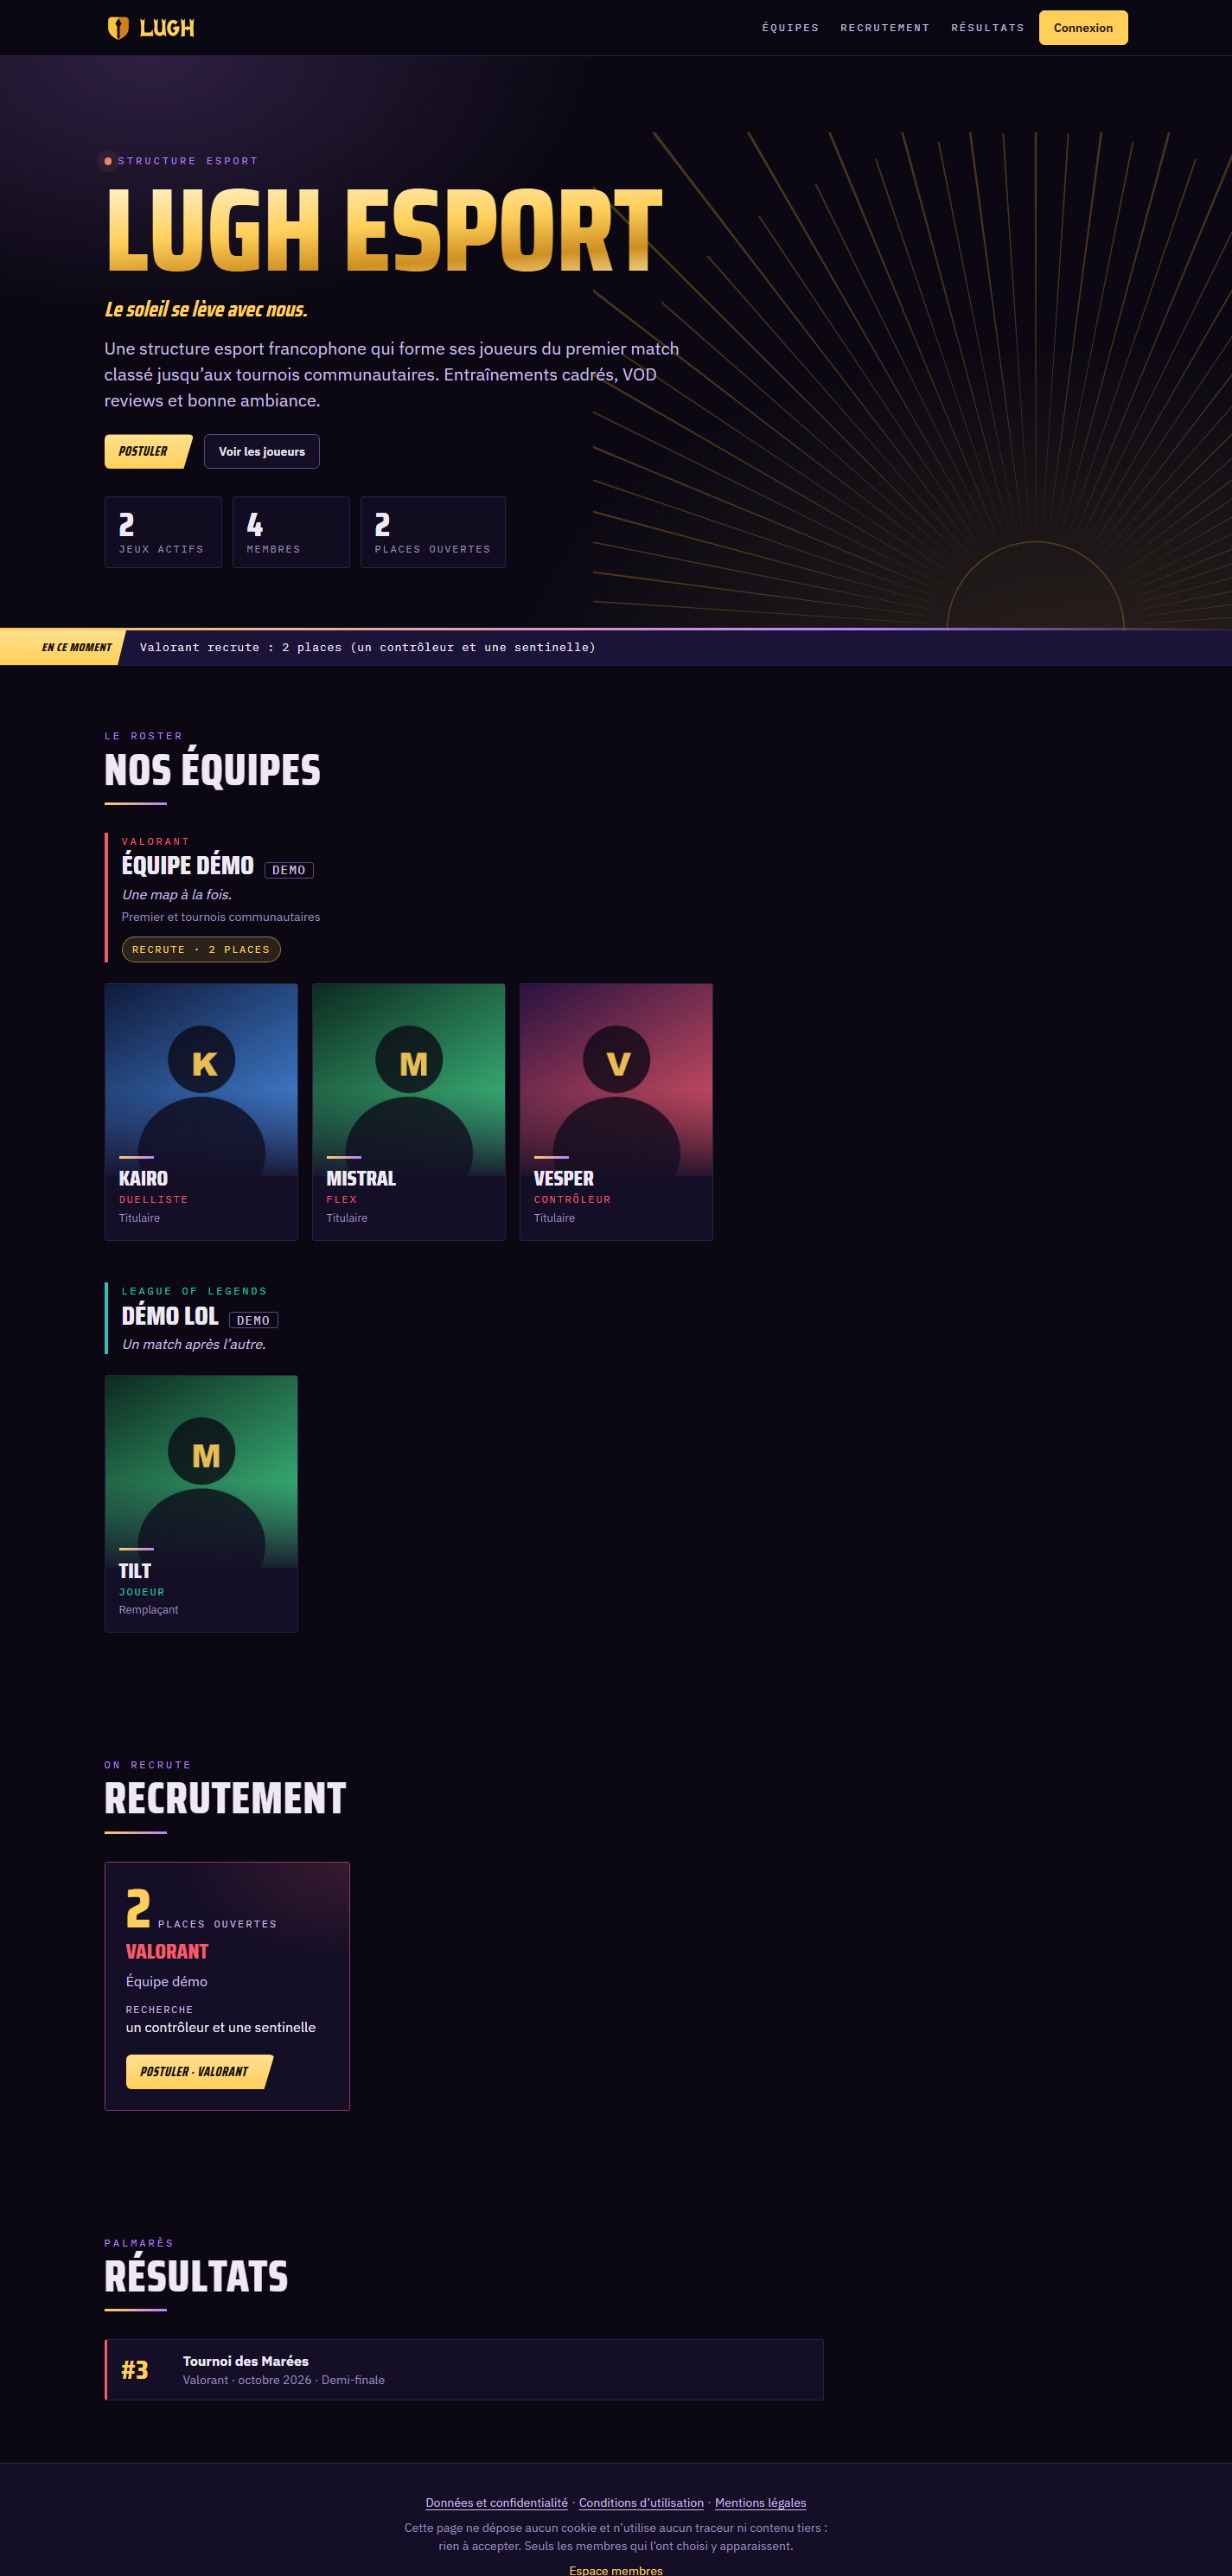 LUGH
ÉQUIPES
RECRUTEMENT
RÉSULTATS
Connexion
STRUCTURE ESPORT
LUGH ESPORT
Le soleil se lève avec nous.
Une structure esport francophone qui forme ses joueurs du premier match
classé jusqu’aux tournois communautaires. Entraînements cadrés, VOD
reviews et bonne ambiance.
POSTULER
Voir les joueurs
2
JEUX ACTIFS
4
MEMBRES
2
PLACES OUVERTES
EN CE MOMENT
Valorant recrute : 2 places (un contrôleur et une sentinelle)
LE ROSTER
NOS ÉQUIPES
VALORANT
ÉQUIPE DÉMO DEMO
Une map à la fois.
Premier et tournois communautaires
RECRUTE · 2 PLACES
K
KAIRO
DUELLISTE
Titulaire
M
MISTRAL
FLEX
Titulaire
V
VESPER
CONTRÔLEUR
Titulaire
LEAGUE OF LEGENDS
DÉMO LOL DEMO
Un match après l’autre.
M
TILT
JOUEUR
Remplaçant
ON RECRUTE
RECRUTEMENT
2 PLACES OUVERTES
VALORANT
Équipe démo
RECHERCHE
un contrôleur et une sentinelle
POSTULER · VALORANT
PALMARÈS
RÉSULTATS
#3
Tournoi des Marées
Valorant · octobre 2026 · Demi-finale
Données et confidentialité · Conditions d’utilisation · Mentions légales
Cette page ne dépose aucun cookie et n’utilise aucun traceur ni contenu tiers :
rien à accepter. Seuls les membres qui l’ont choisi y apparaissent.
Espace membres